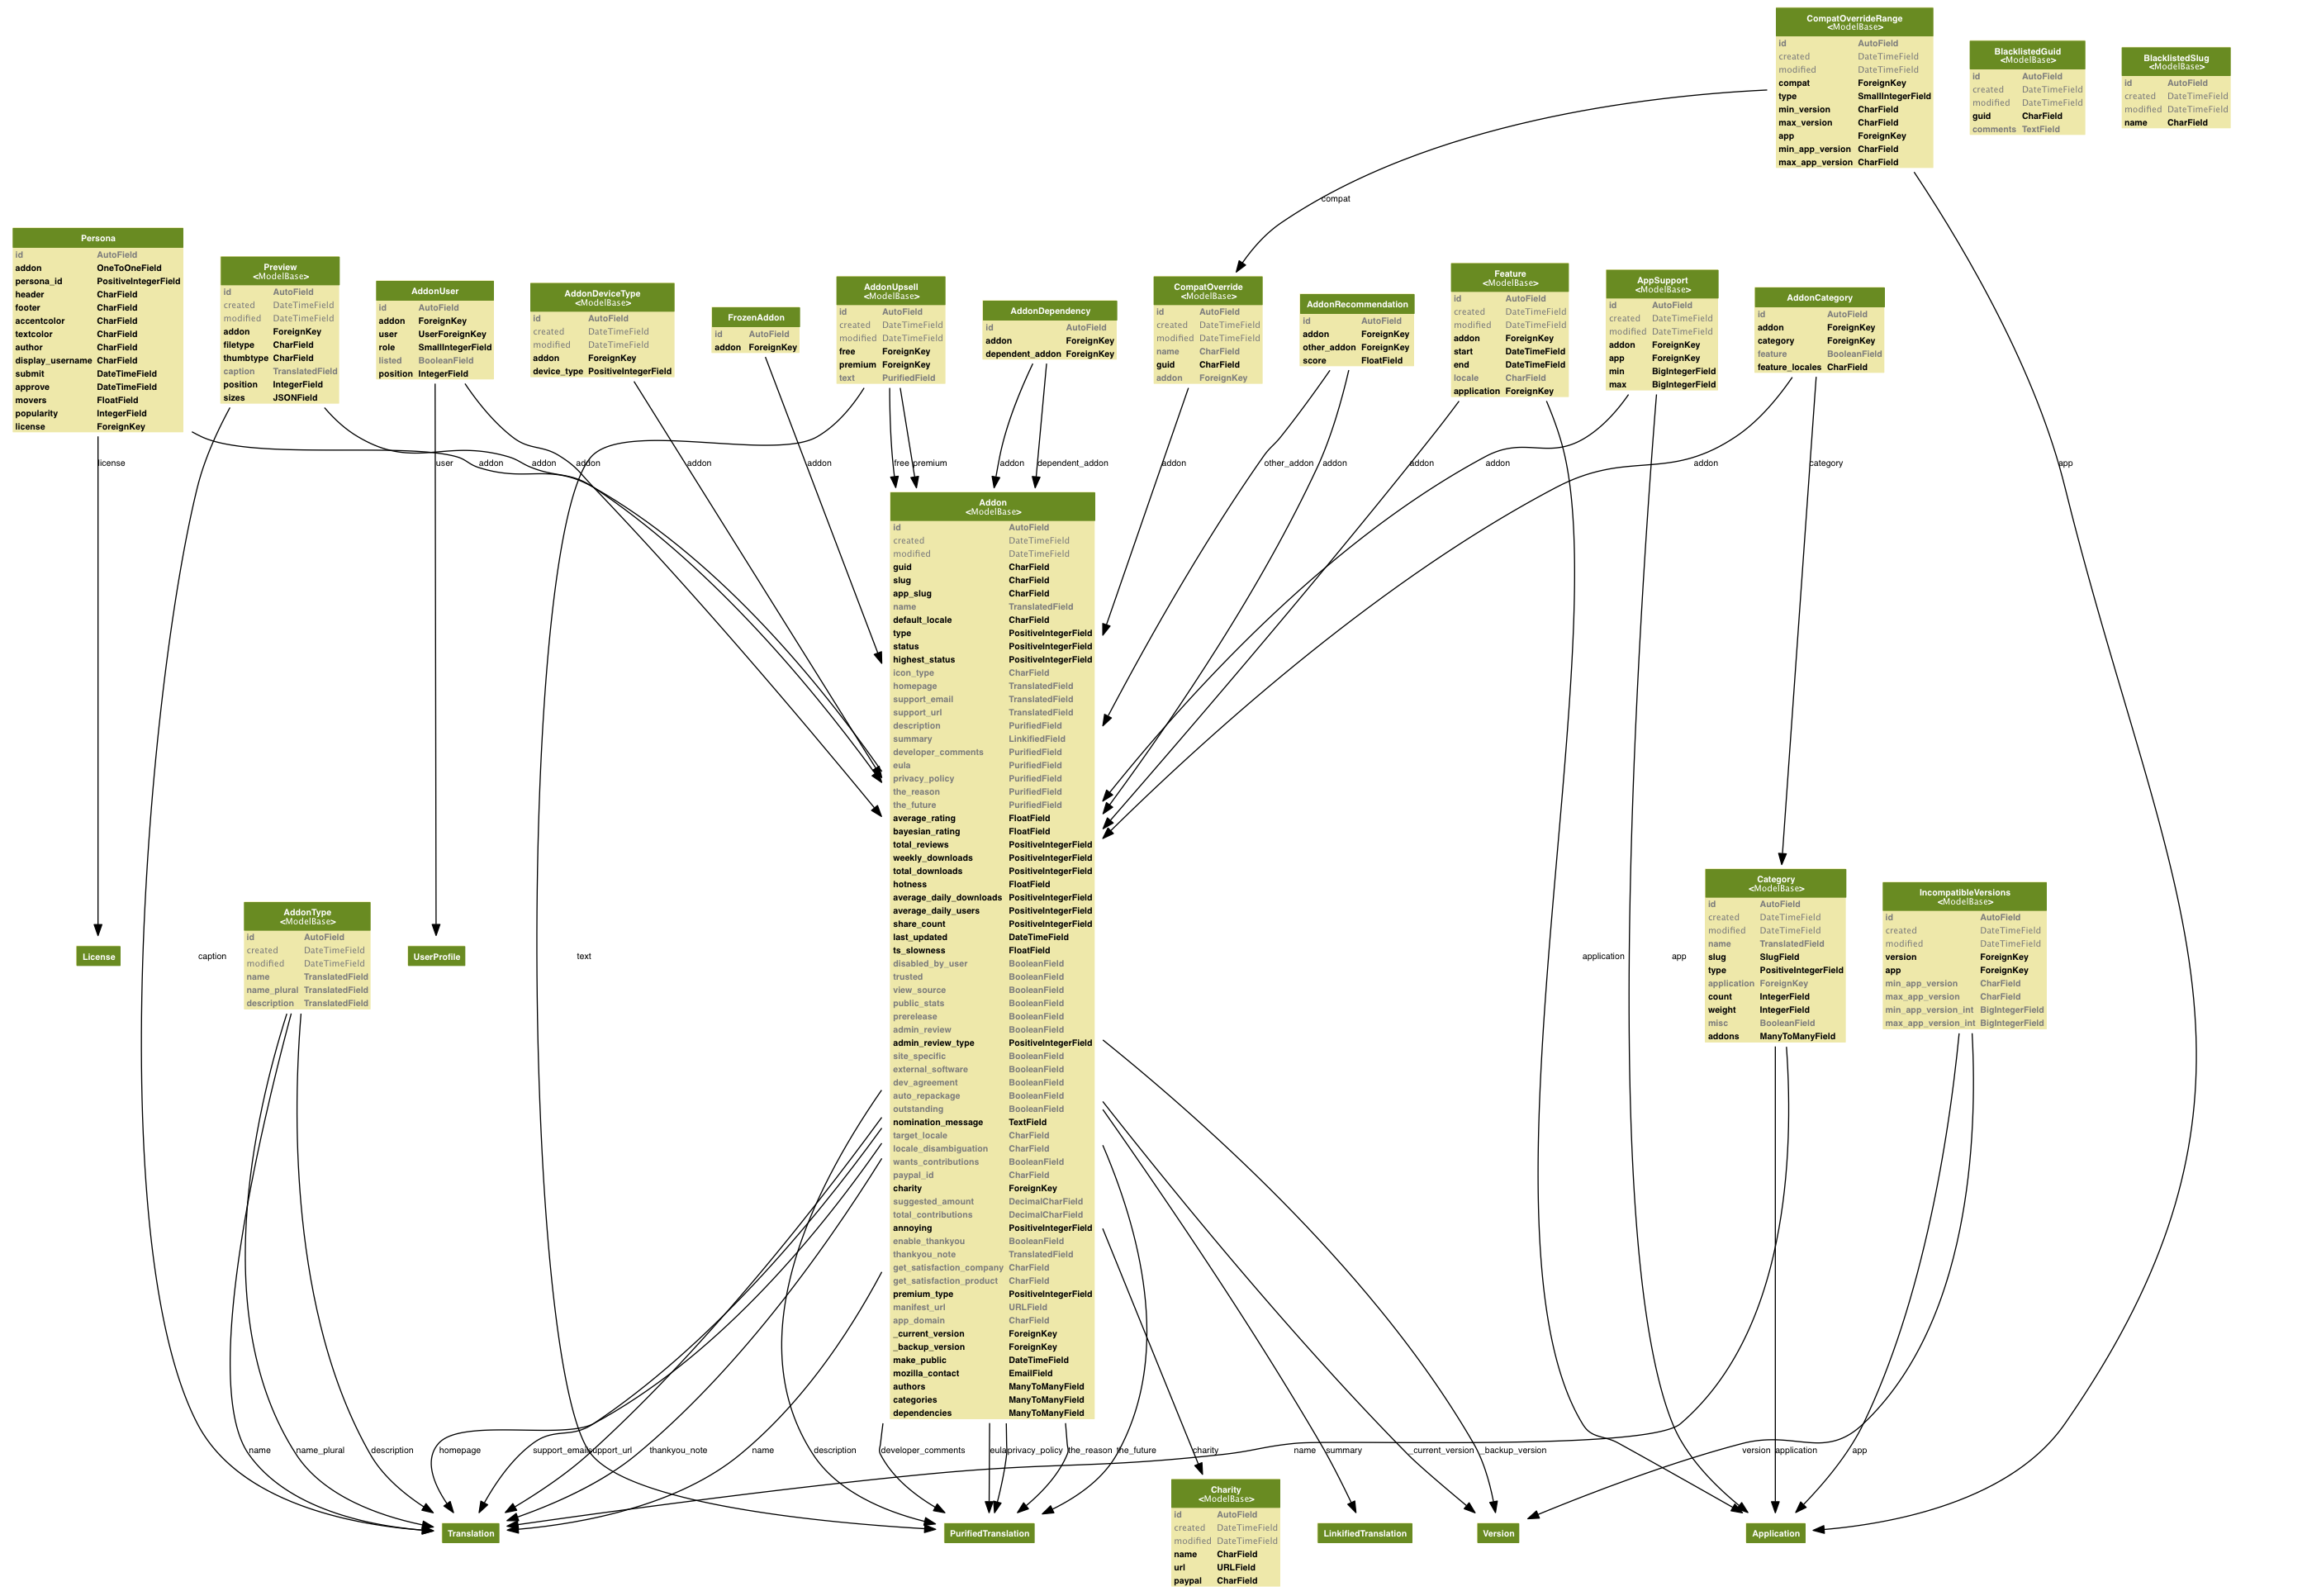 CompatOverrideRange
<ModelBase>
id AutoField
created DateTimeField
modified DateTimeField
compat ForeignKey
type SmallIntegerField
min_version CharField
max_version CharField
app ForeignKey
min_app_version CharField
max_app_version CharField
BlacklistedGuid
<ModelBase>
id AutoField
created DateTimeField
modified DateTimeField
guid CharField
comments TextField
BlacklistedSlug
<ModelBase>
id AutoField
created DateTimeField
modified DateTimeField
name CharField
compat
Persona
id AutoField
addon OneToOneField
persona_id PositiveIntegerField
header CharField
footer CharField
accentcolor CharField
textcolor CharField
author CharField
display_username CharField
submit DateTimeField
approve DateTimeField
movers FloatField
popularity IntegerField
license ForeignKey
Preview
<ModelBase>
id AutoField
created DateTimeField
modified DateTimeField
addon ForeignKey
filetype CharField
thumbtype CharField
caption TranslatedField
position IntegerField
sizes JSONField
AddonUser
id AutoField
addon ForeignKey
user UserForeignKey
role SmallIntegerField
listed BooleanField
position IntegerField
AddonDeviceType
<ModelBase>
id AutoField
created DateTimeField
modified DateTimeField
addon ForeignKey
device_type PositiveIntegerField
FrozenAddon
id AutoField
addon ForeignKey
AddonUpsell
<ModelBase>
id AutoField
created DateTimeField
modified DateTimeField
free ForeignKey
premium ForeignKey
text PurifiedField
AddonDependency
id AutoField
addon ForeignKey
dependent_addon ForeignKey
CompatOverride
<ModelBase>
id AutoField
created DateTimeField
modified DateTimeField
name CharField
guid CharField
addon ForeignKey
AddonRecommendation
id AutoField
addon ForeignKey
other_addon ForeignKey
score FloatField
Feature
<ModelBase>
id AutoField
created DateTimeField
modified DateTimeField
addon ForeignKey
start DateTimeField
end DateTimeField
locale CharField
application ForeignKey
AppSupport
<ModelBase>
id AutoField
created DateTimeField
modified DateTimeField
addon ForeignKey
app ForeignKey
min BigIntegerField
max BigIntegerField
AddonCategory
id AutoField
addon ForeignKey
category ForeignKey
feature BooleanField
feature_locales CharField
license user addon addon addon addon addon free premium addon dependent_addon addon other_addon addon addon addon addon category app
Addon
<ModelBase>
id AutoField
created DateTimeField
modified DateTimeField
guid CharField
slug CharField
app_slug CharField
name TranslatedField
default_locale CharField
type PositiveIntegerField
status PositiveIntegerField
highest_status PositiveIntegerField
icon_type CharField
homepage TranslatedField
support_email TranslatedField
support_url TranslatedField
description PurifiedField
summary LinkifiedField
developer_comments PurifiedField
eula PurifiedField
privacy_policy PurifiedField
the_reason PurifiedField
the_future PurifiedField
average_rating FloatField
bayesian_rating FloatField
total_reviews PositiveIntegerField
weekly_downloads PositiveIntegerField
total_downloads PositiveIntegerField
hotness FloatField
average_daily_downloads PositiveIntegerField
average_daily_users PositiveIntegerField
share_count PositiveIntegerField
last_updated DateTimeField
ts_slowness FloatField
disabled_by_user BooleanField
trusted BooleanField
view_source BooleanField
public_stats BooleanField
prerelease BooleanField
admin_review BooleanField
admin_review_type PositiveIntegerField
site_specific BooleanField
external_software BooleanField
dev_agreement BooleanField
auto_repackage BooleanField
outstanding BooleanField
nomination_message TextField
target_locale CharField
locale_disambiguation CharField
wants_contributions BooleanField
paypal_id CharField
charity ForeignKey
suggested_amount DecimalCharField
total_contributions DecimalCharField
annoying PositiveIntegerField
enable_thankyou BooleanField
thankyou_note TranslatedField
get_satisfaction_company CharField
get_satisfaction_product CharField
premium_type PositiveIntegerField
manifest_url URLField
app_domain CharField
_current_version ForeignKey
_backup_version ForeignKey
make_public DateTimeField
mozilla_contact EmailField
authors ManyToManyField
categories ManyToManyField
dependencies ManyToManyField
License
caption
AddonType
<ModelBase>
id AutoField
created DateTimeField
modified DateTimeField
name TranslatedField
name_plural TranslatedField
description TranslatedField
UserProfile
text
application
app
Category
<ModelBase>
id AutoField
created DateTimeField
modified DateTimeField
name TranslatedField
slug SlugField
type PositiveIntegerField
application ForeignKey
count IntegerField
weight IntegerField
misc BooleanField
addons ManyToManyField
IncompatibleVersions
<ModelBase>
id AutoField
created DateTimeField
modified DateTimeField
version ForeignKey
app ForeignKey
min_app_version CharField
max_app_version CharField
min_app_version_int BigIntegerField
max_app_version_int BigIntegerField
name name_plural description homepage support_email support_url thankyou_note name description developer_comments eula privacy_policy the_reason the_future charity name summary _current_version _backup_version version application app
Translation
PurifiedTranslation
Charity
<ModelBase>
id AutoField
created DateTimeField
modified DateTimeField
name CharField
url URLField
paypal CharField
LinkifiedTranslation
Version
Application